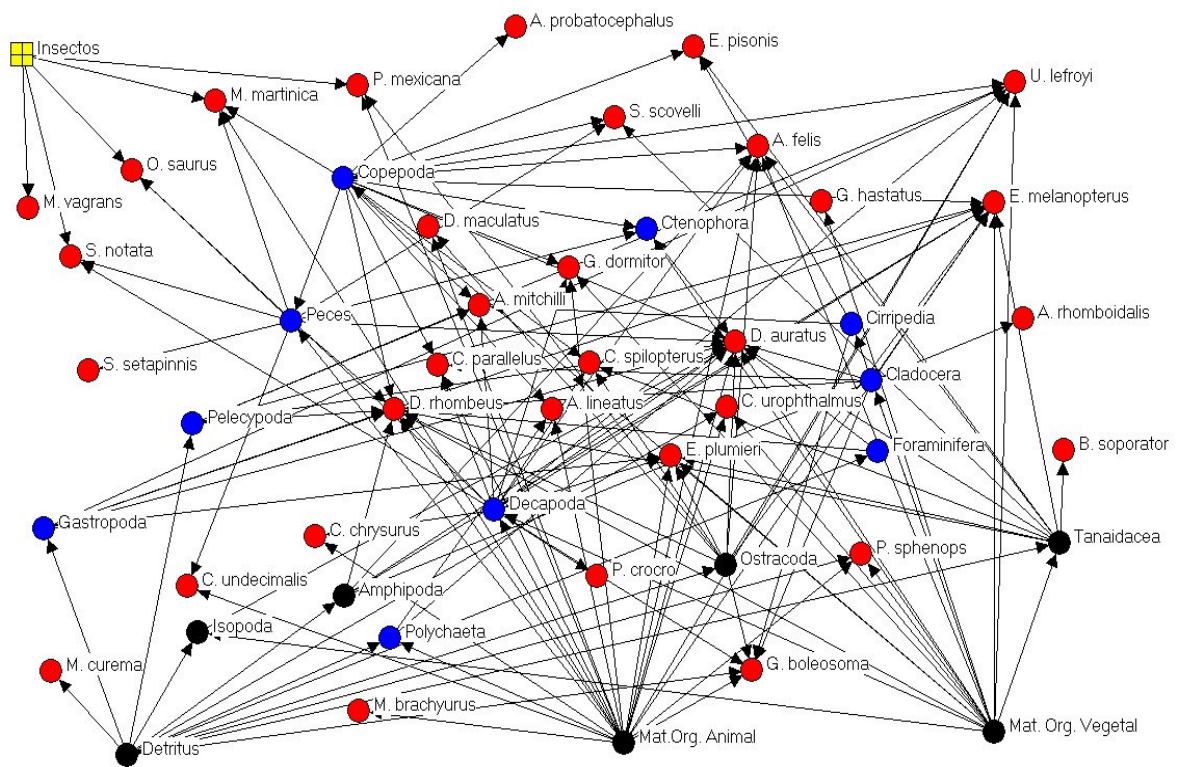 A. probatocephalus
E. pisonis
Insectos
U. lefroyi
P. mexicana
M. martinica
S. scovelli
A. felis
O. saurus
Copepoda
M. vagrans
G. hastatus
E. melanopterus
D. maculatus
Ctenophora
S. notata
G. dormitor
A. mitchilli
Peces
Cirripedia
A. rhomboidalis
D. auratus
S. setapinnis
C. parallelus
C. spilopterus
Cladocera
D. rhombeus
A. lineatus
C. urophthalmus
Pelecypoda
E. plumieri
Foraminifera
B. soporator
Gastropoda
Decapoda
C. chrysurus
Tanaidacea
Ostracoda
P. sphenops
C. undecimalis
Amphipoda
P. crocro
Isopoda
Polychaeta
M. curema
G. boleosoma
M. brachyurus
Detritus
Mat.Org. Animal
Mat.Org. Vegetal